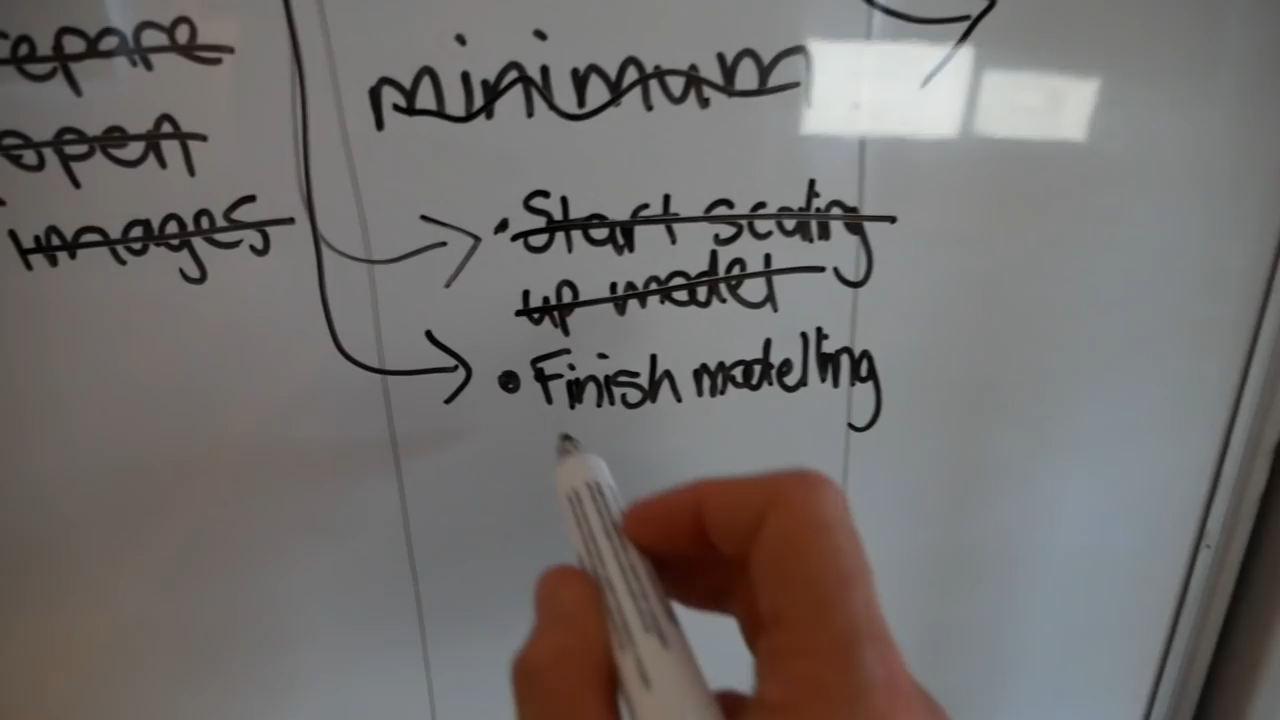 epare
open
images
minimum
• Start scaling
up model
• Finish modelling